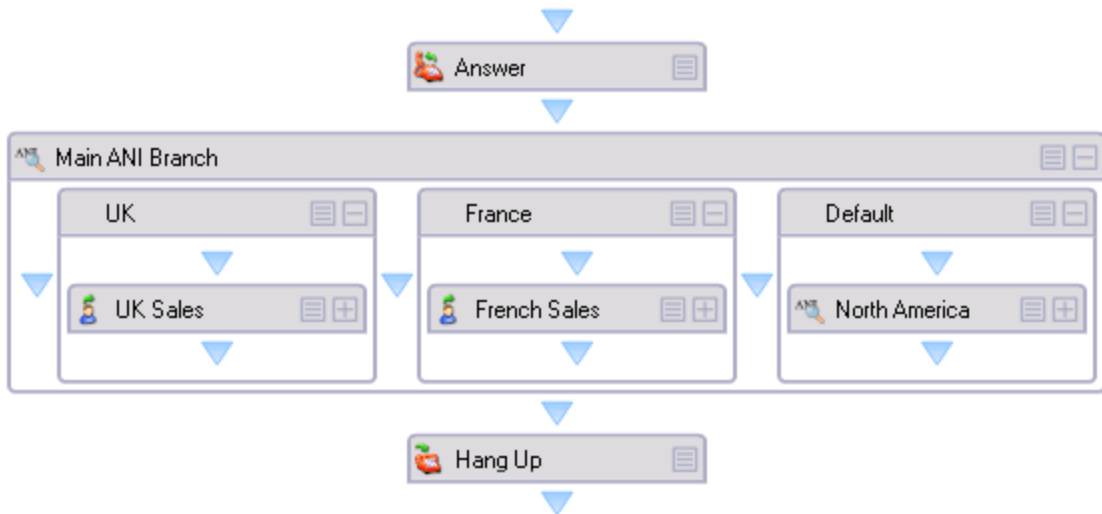 Answer
Main ANI Branch
UK
France
Default
UK Sales
French Sales
North America
Hang Up